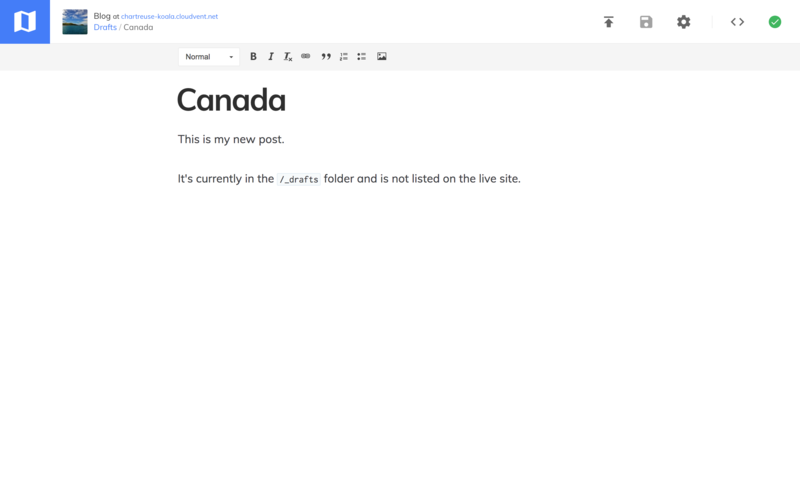 Blog at chartreuse-koala.cloudvent.net
Drafts / Canada
Normal
Canada
This is my new post.
It's currently in the /_drafts folder and is not listed on the live site.